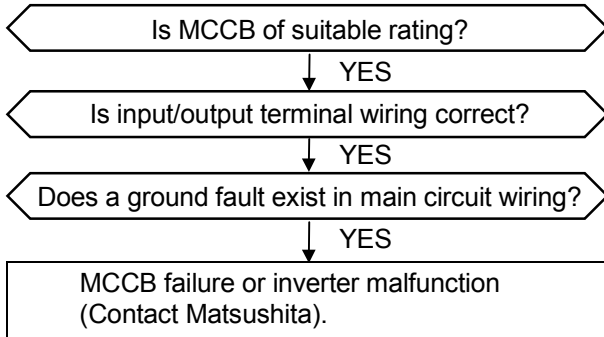 Is MCCB of suitable rating?
YES
Is input/output terminal wiring correct?
YES
Does a ground fault exist in main circuit wiring?
YES
MCCB failure or inverter malfunction
(Contact Matsushita).